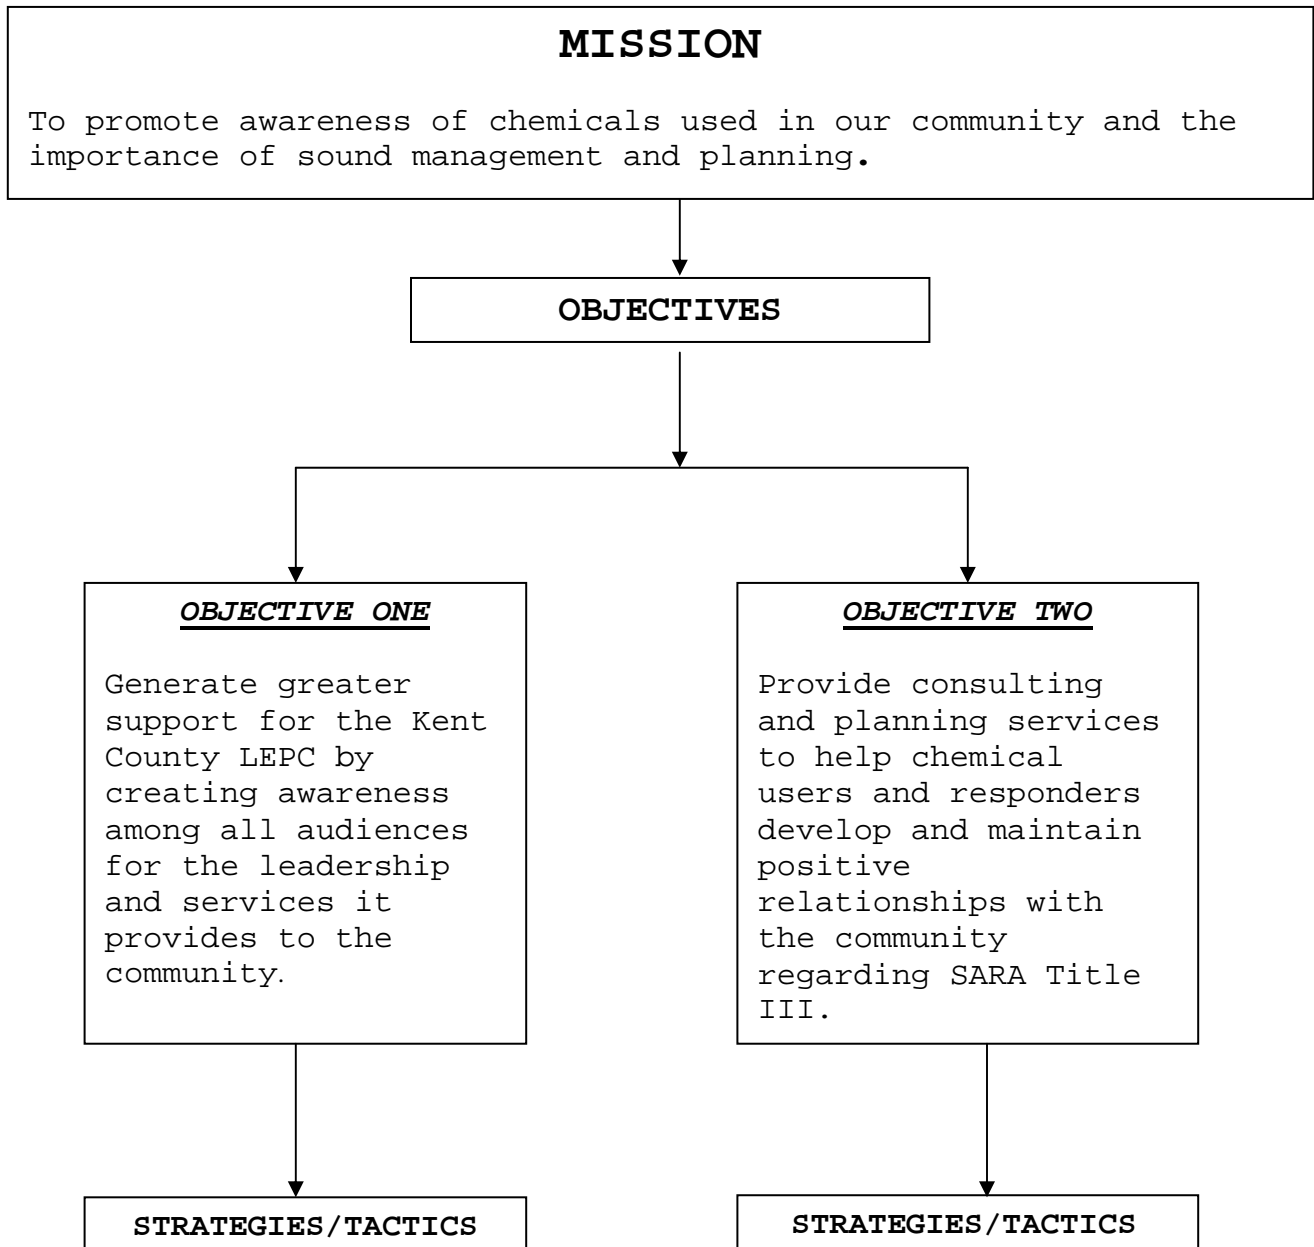 MISSION
To promote awareness of chemicals used in our community and the
importance of sound management and planning.
OBJECTIVES
OBJECTIVE ONE
Generate greater
support for the Kent
County LEPC by
creating awareness
among all audiences
for the leadership
and services it
provides to the
community.
OBJECTIVE TWO
Provide consulting
and planning services
to help chemical
users and responders
develop and maintain
positive
relationships with
the community
regarding SARA Title
III.
STRATEGIES/TACTICS
STRATEGIES/TACTICS